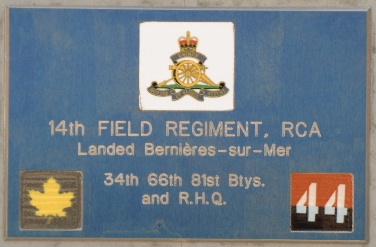 14th FIELD REGIMENT, RCA
Landed Bernières-sur-Mer
34th 66th 81st Btys.
and R.H.Q.
44